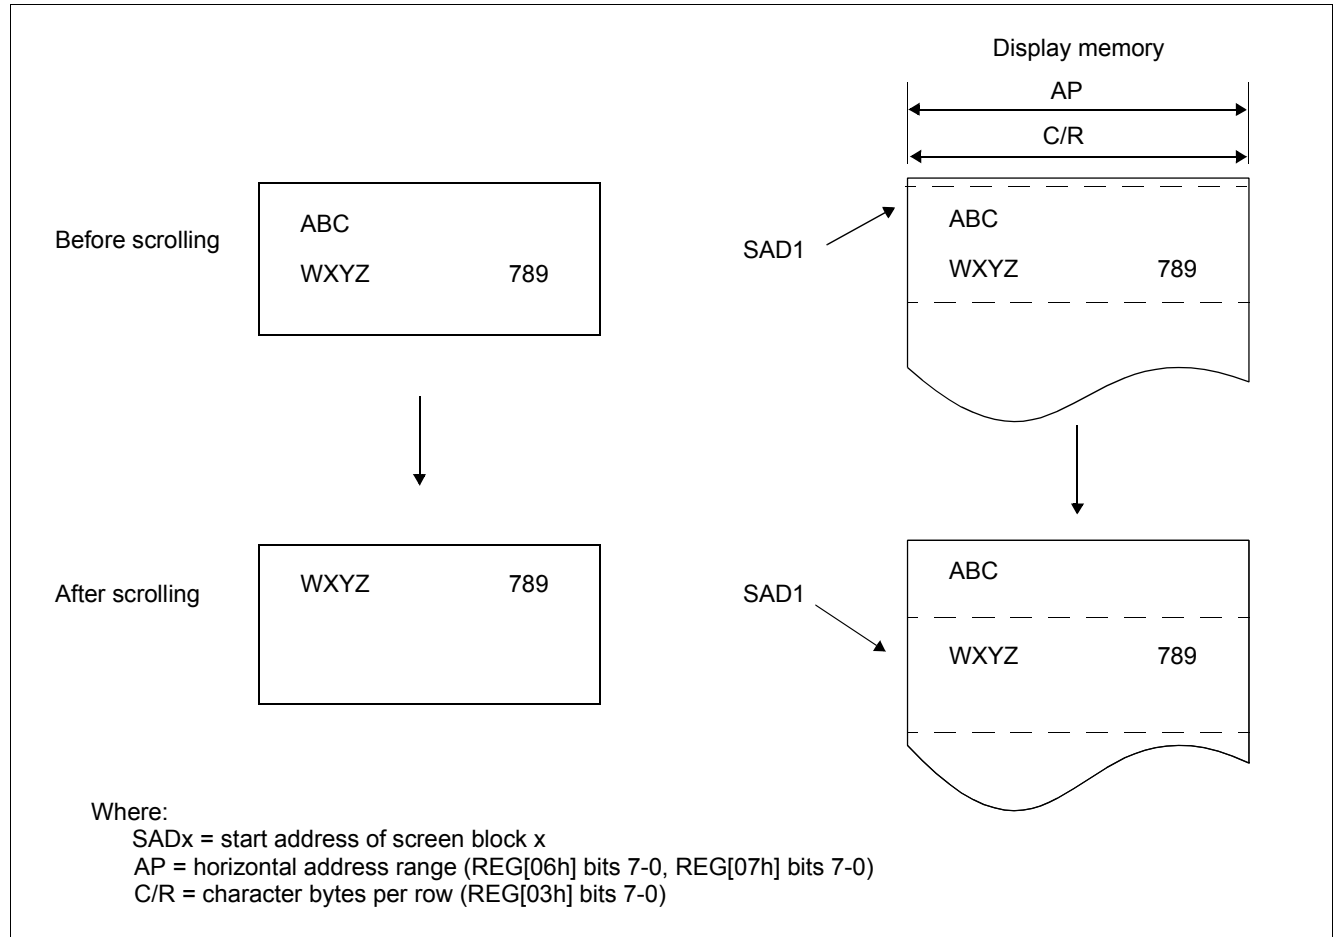 Display memory
AP
C/R
Before scrolling
ABC
WXYZ 789
SAD1
ABC
WXYZ 789
After scrolling
WXYZ 789
SAD1
ABC
WXYZ 789
Where:
SADx = start address of screen block x
AP = horizontal address range (REG[06h] bits 7-0, REG[07h] bits 7-0)
C/R = character bytes per row (REG[03h] bits 7-0)